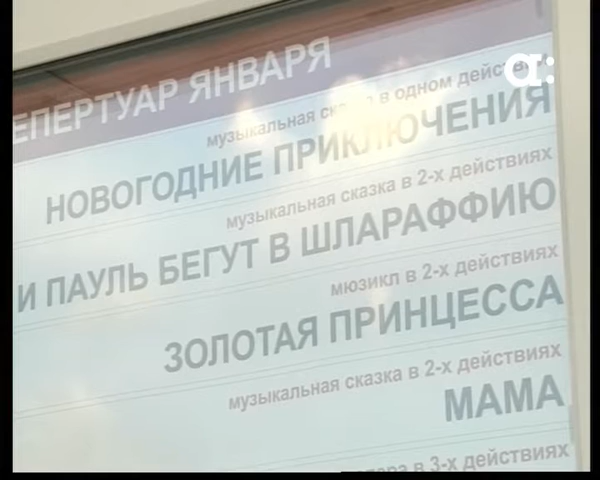 ЕПЕРТУАР ЯНВАРЯ
a:
музыкальная сказка в одном действии
НОВОГОДНИЕ ПРИКЛЮЧЕНИЯ
музыкальная сказка в 2-х действиях
И ПАУЛЬ БЕГУТ В ШЛАРАФФИЮ
мюзикл в 2-х действиях
ЗОЛОТАЯ ПРИНЦЕССА
музыкальная сказка в 2-х действиях
МАМА
опера в 3-х действиях